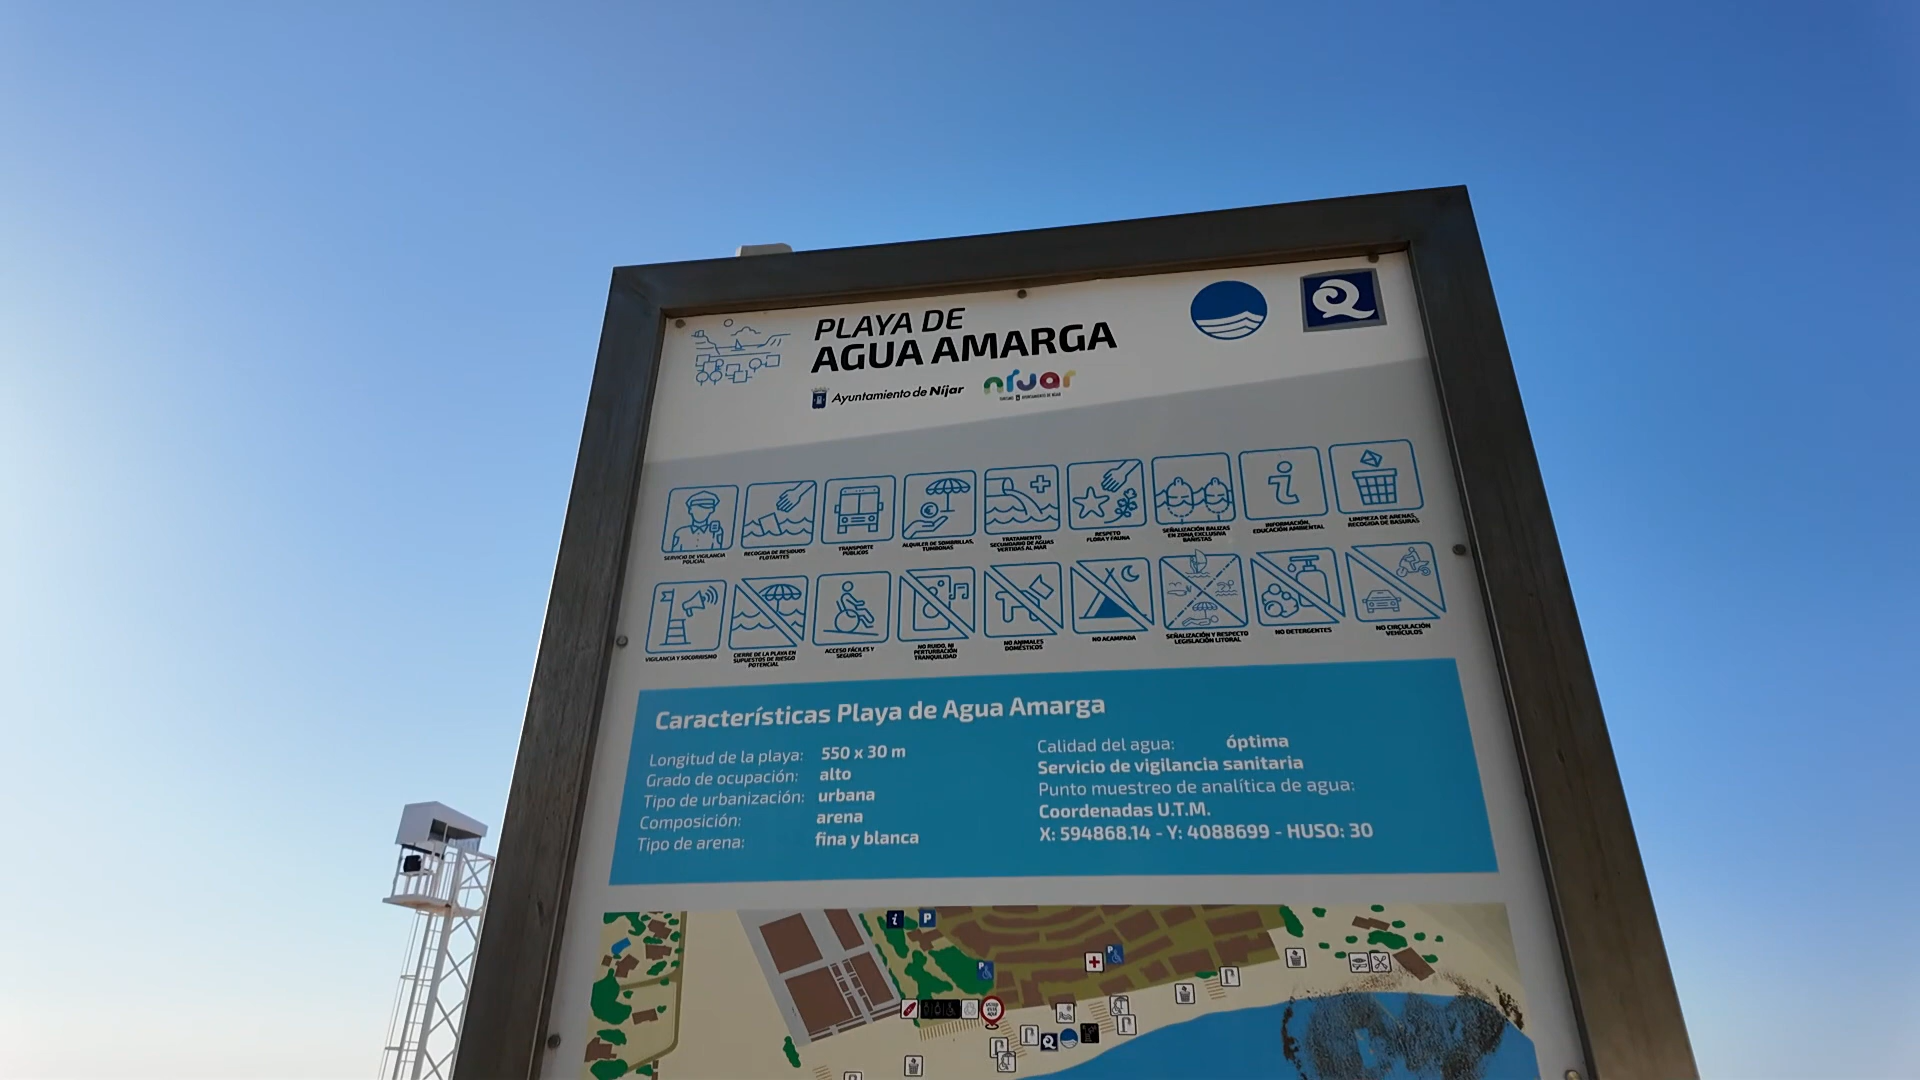 PLAYA DE
AGUA AMARGA
Ayuntamiento de Níjar
níjar
SERVICIO DE VIGILANCIA
POLICIAL
RECOGIDA DE RESIDUOS
FLOTANTES
TRANSPORTE
PÚBLICOS
ALQUILER DE SOMBRILLAS,
TUMBONAS
TRATAMIENTO
SECUNDARIO DE AGUAS
VERTIDAS AL MAR
RESPETO
FLORA Y FAUNA
SEÑALIZACIÓN BALIZAS
EN ZONA EXCLUSIVA
BAÑISTAS
INFORMACIÓN,
EDUCACIÓN AMBIENTAL
LIMPIEZA DE ARENAS,
RECOGIDA DE BASURAS
VIGILANCIA Y SOCORRISMO
CIERRE DE LA PLAYA EN
SUPUESTOS DE RIESGO
POTENCIAL
ACCESO FÁCILES Y
SEGUROS
NO RUIDO, NI
PERTURBACIÓN
TRANQUILIDAD
NO ANIMALES
DOMÉSTICOS
NO ACAMPADA
SEÑALIZACIÓN Y RESPECTO
LEGISLACIÓN LITORAL
NO DETERGENTES
NO CIRCULACIÓN
VEHÍCULOS
Características Playa de Agua Amarga
Longitud de la playa: 550 x 30 m
Grado de ocupación: alto
Tipo de urbanización: urbana
Composición: arena
Tipo de arena: fina y blanca
Calidad del agua: óptima
Servicio de vigilancia sanitaria
Punto muestreo de analítica de agua:
Coordenadas U.T.M.
X: 594868.14 - Y: 4088699 - HUSO: 30
i P
P
P